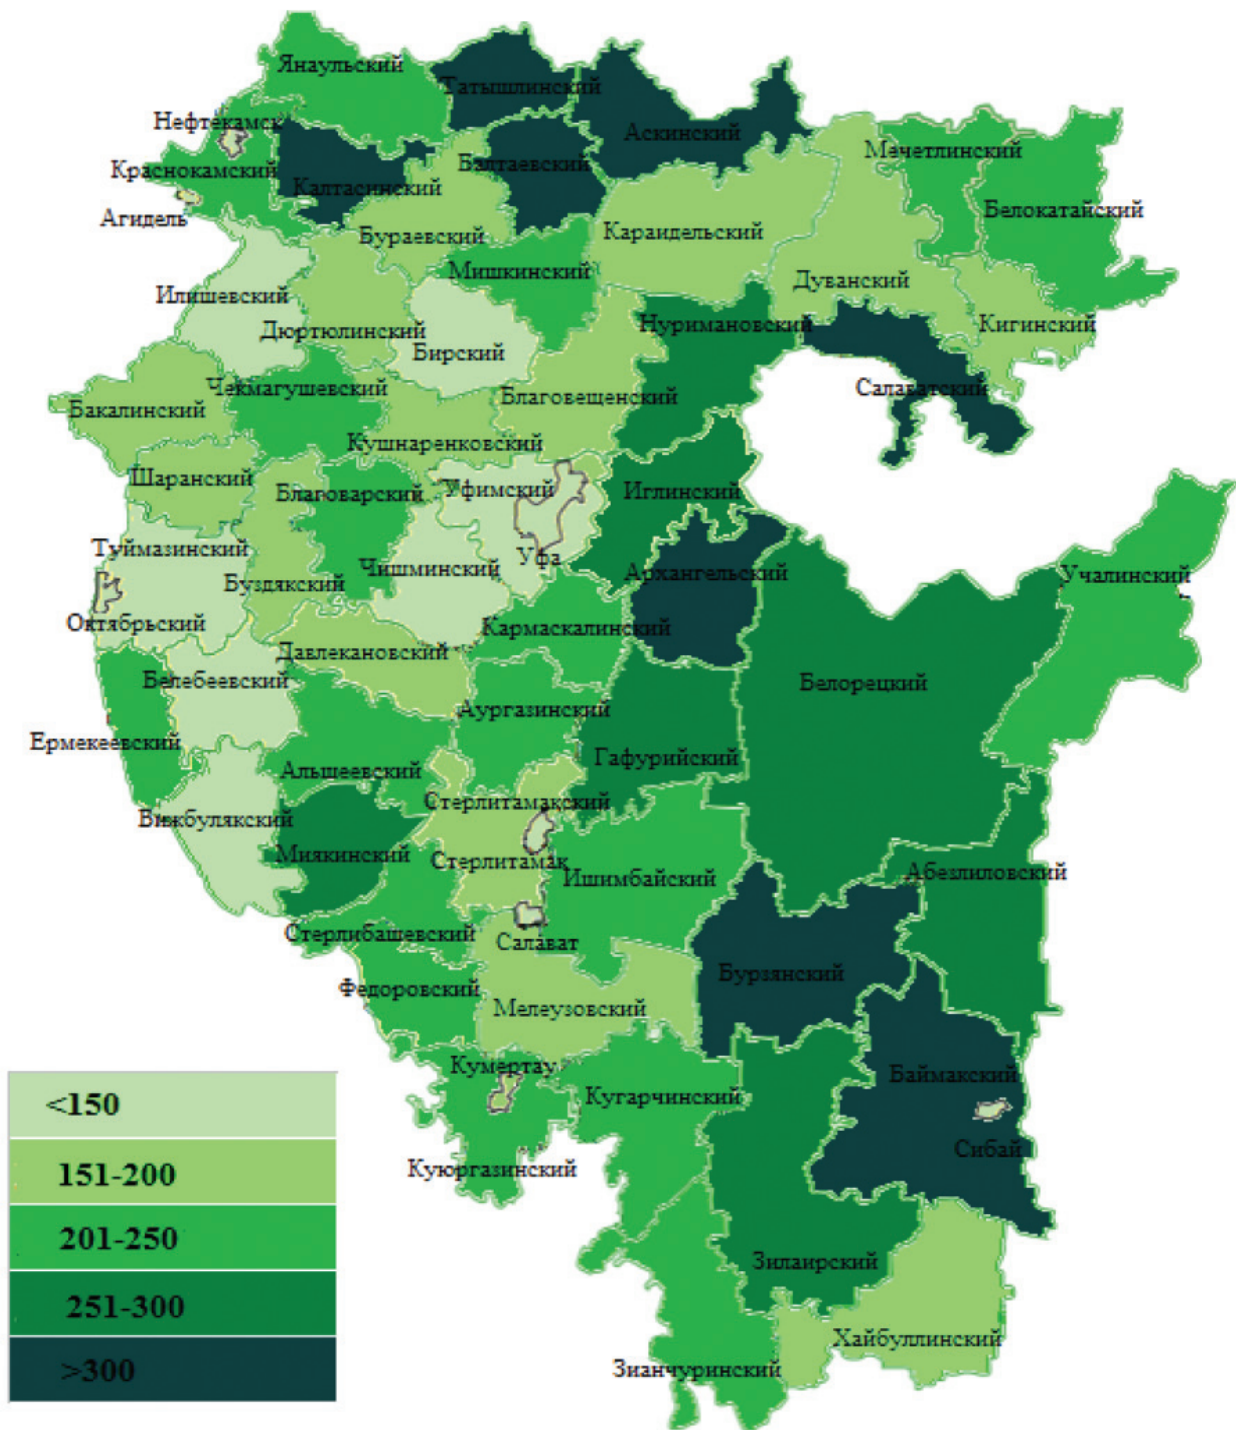 Янаульский
Татышлинский
Нефтекамск
Аскинский
Мечетлинский
Краснокамский
Балтаевский
Калтасинский
Агидель
Белокатайский
Бураевский
Караидельский
Мишкинский
Дуванский
Илишевский
Дюртюлинский
Нуримановский
Кигинский
Бирский
Чекмагушевский
Салаватский
Бакалинский
Благовещенский
Кушнаренковский
Шаранский
Благоварский
Уфимский
Иглинский
Туймазинский
Уфа
Чишминский
Архангельский
Буздякский
Учалинский
Октябрьский
Кармаскалинский
Давлекановский
Белебеевский
Белорецкий
Аургазинский
Ермекеевский
Гафурийский
Альшеевский
Стерлитамакский
Бижбулякский
Миякинский
Стерлитамак
Ишимбайский
Абезлиловский
Стерлибашевский
Салават
Бурзянский
Федоровский
Мелеузовский
Кумертау
Баймакский
Кугарчинский
Сибай
Куюргазинский
Зилаирский
Хайбуллинский
Зианчуринский
<150
151-200
201-250
251-300
>300